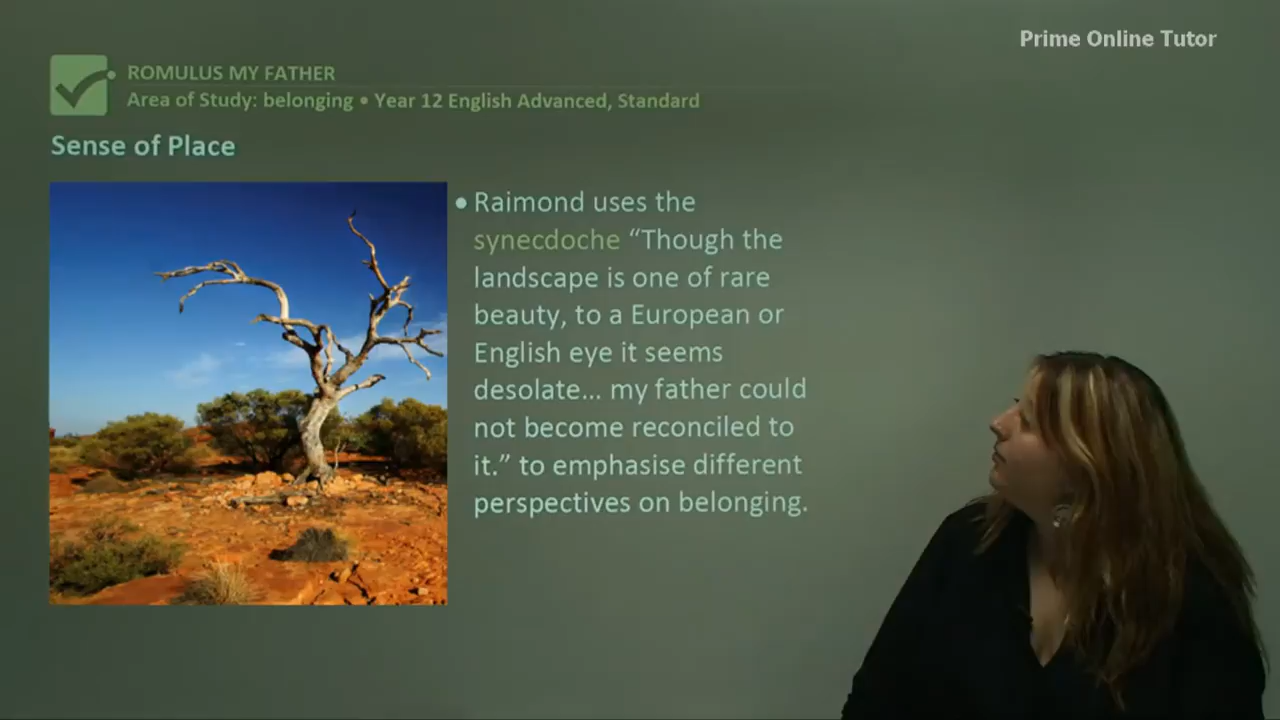 Prime Online Tutor
ROMULUS MY FATHER
Area of Study: belonging • Year 12 English Advanced, Standard
Sense of Place
• Raimond uses the
synecdoche “Though the
landscape is one of rare
beauty, to a European or
English eye it seems
desolate... my father could
not become reconciled to
it.” to emphasise different
perspectives on belonging.